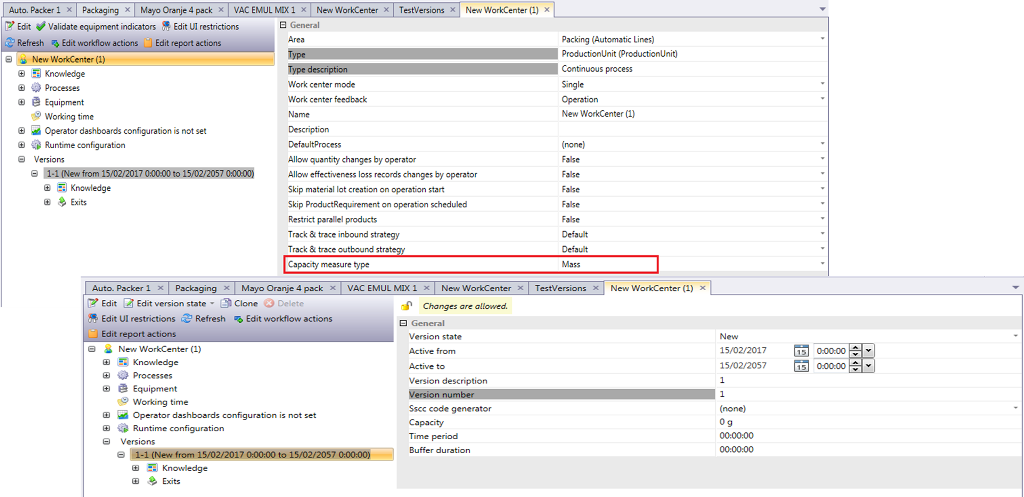 Auto. Packer 1 × Packaging × Mayo Oranje 4 pack × VAC EMUL MIX 1 × New WorkCenter × TestVersions × New WorkCenter (1) ×
Edit Validate equipment indicators Edit UI restrictions
Refresh Edit workflow actions Edit report actions
New WorkCenter (1)
Knowledge
Processes
Equipment
Working time
Operator dashboards configuration is not set
Runtime configuration
Versions
1-1 (New from 15/02/2017 0:00:00 to 15/02/2057 0:00:00)
Knowledge
Exits
General
Area Packing (Automatic Lines)
Type ProductionUnit (ProductionUnit)
Type description Continuous process
Work center mode Single
Work center feedback Operation
Name New WorkCenter (1)
Description
DefaultProcess (none)
Allow quantity changes by operator False
Allow effectiveness loss records changes by operator False
Skip material lot creation on operation start False
Skip ProductRequirement on operation scheduled False
Restrict parallel products False
Track & trace inbound strategy Default
Track & trace outbound strategy Default
Capacity measure type Mass
Auto. Packer 1 × Packaging × Mayo Oranje 4 pack × VAC EMUL MIX 1 × New WorkCenter × TestVersions × New WorkCenter (1) ×
Edit Edit version state Clone Delete
Edit UI restrictions Refresh Edit workflow actions
Edit report actions
New WorkCenter (1)
Knowledge
Processes
Equipment
Working time
Operator dashboards configuration is not set
Runtime configuration
Versions
1-1 (New from 15/02/2017 0:00:00 to 15/02/2057 0:00:00)
Knowledge
Exits
Changes are allowed.
General
Version state New
Active from 15/02/2017 15 0:00:00
Active to 15/02/2057 15 0:00:00
Version description 1
Version number 1
Sscc code generator (none)
Capacity 0 g
Time period 00:00:00
Buffer duration 00:00:00